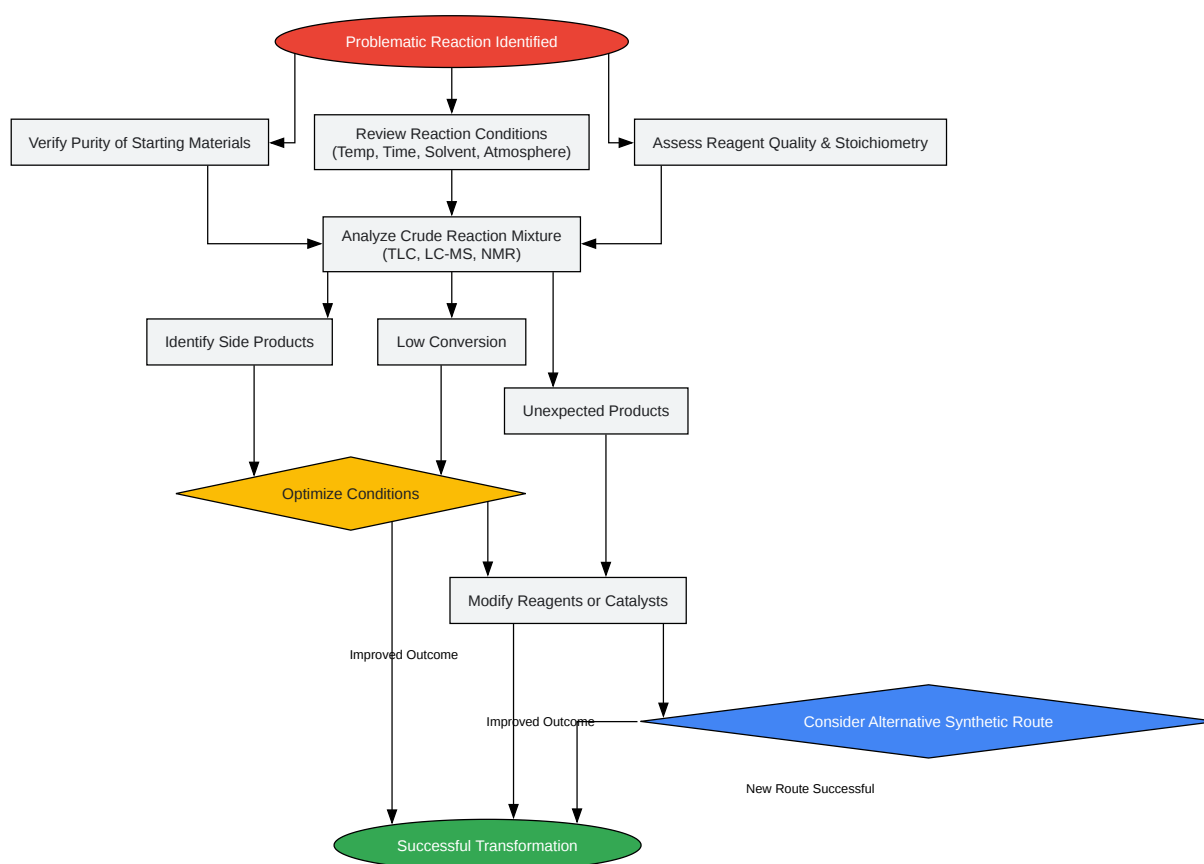 Problematic Reaction Identified
Verify Purity of Starting Materials
Review Reaction Conditions
(Temp, Time, Solvent, Atmosphere)
Assess Reagent Quality & Stoichiometry
Analyze Crude Reaction Mixture
(TLC, LC-MS, NMR)
Identify Side Products
Low Conversion
Unexpected Products
Optimize Conditions
Modify Reagents or Catalysts
Improved Outcome
Improved Outcome
Consider Alternative Synthetic Route
New Route Successful
Successful Transformation